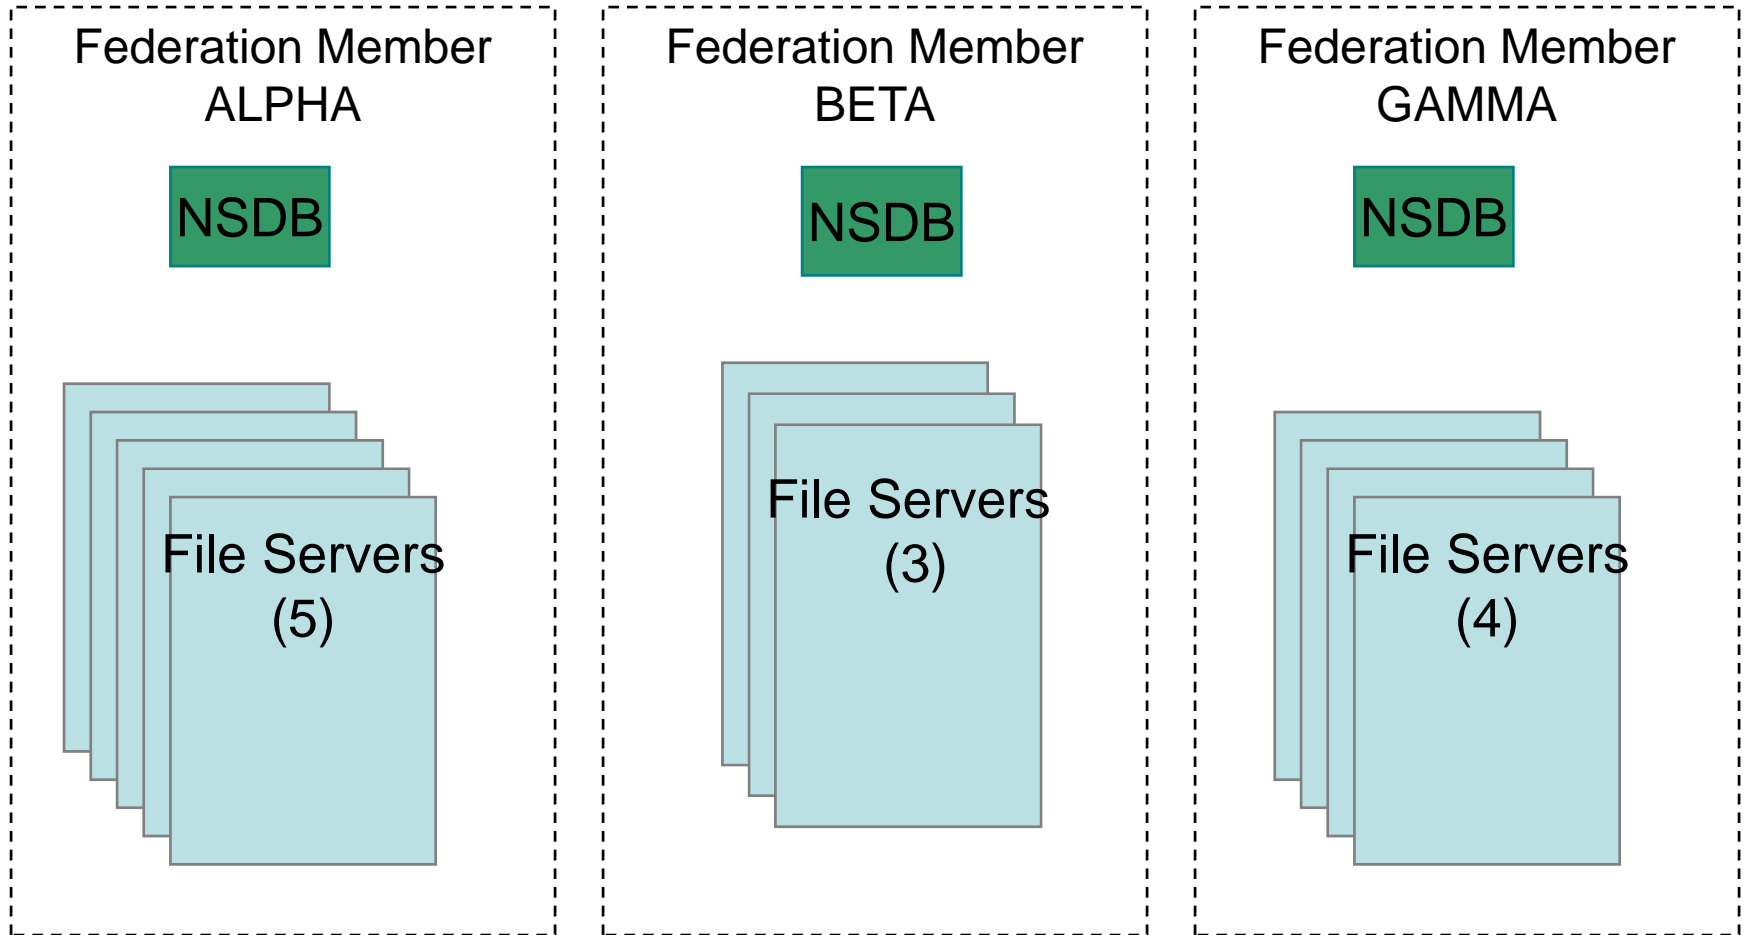 Federation Member
ALPHA
NSDB
File Servers
(5)
Federation Member
BETA
NSDB
File Servers
(3)
Federation Member
GAMMA
NSDB
File Servers
(4)